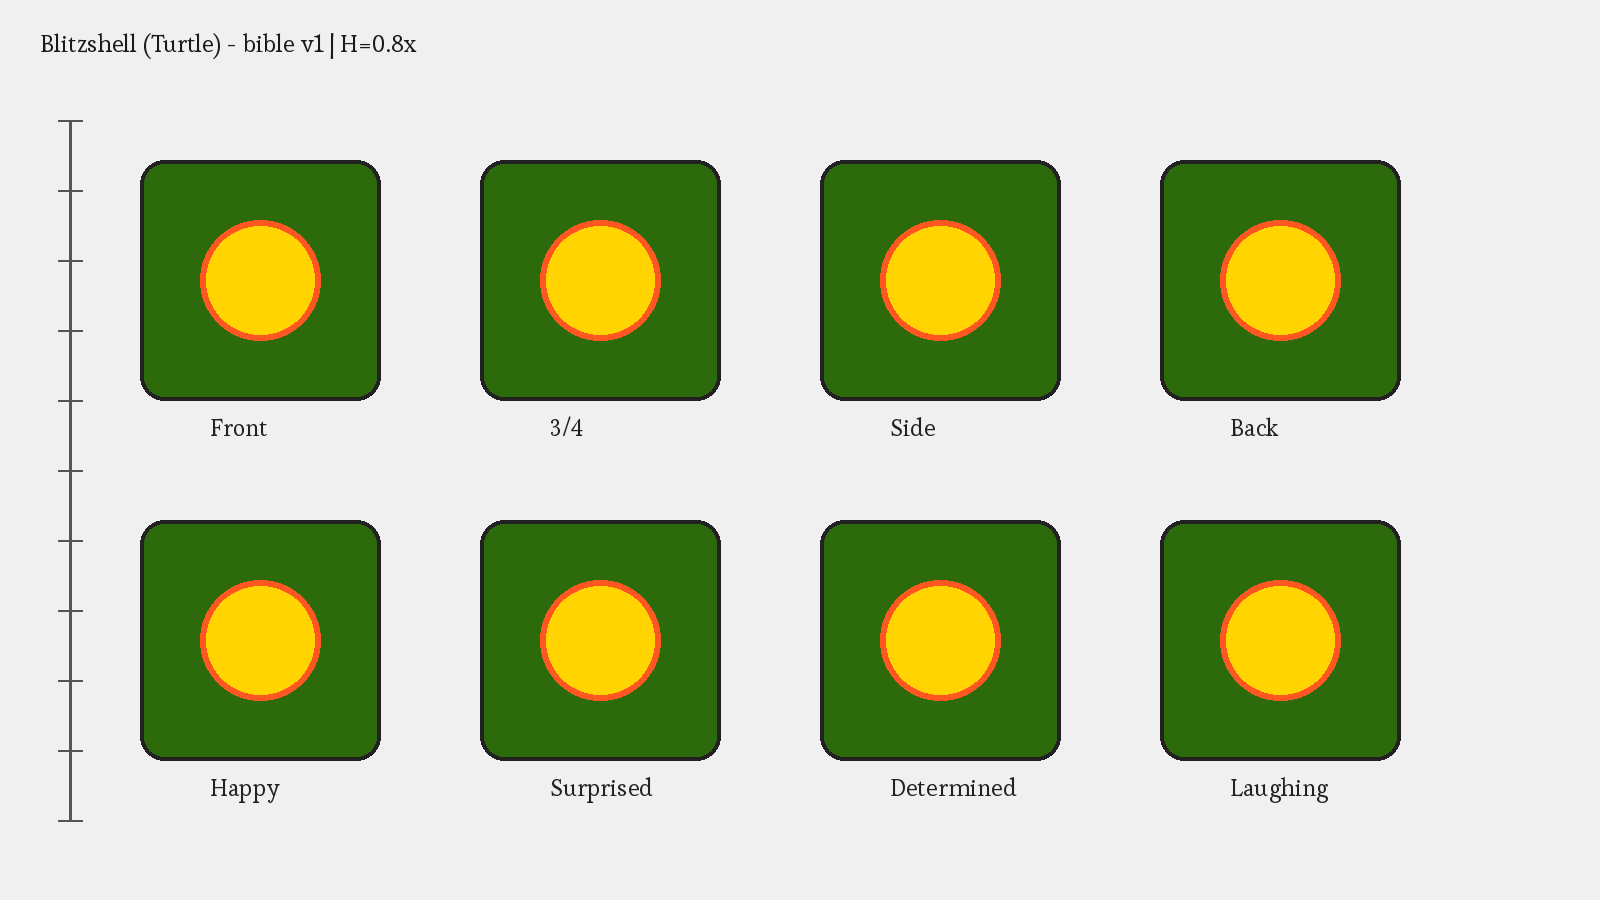 Blitzshell (Turtle) - bible v1 | H=0.8x
Front
3/4
Side
Back
Happy
Surprised
Determined
Laughing